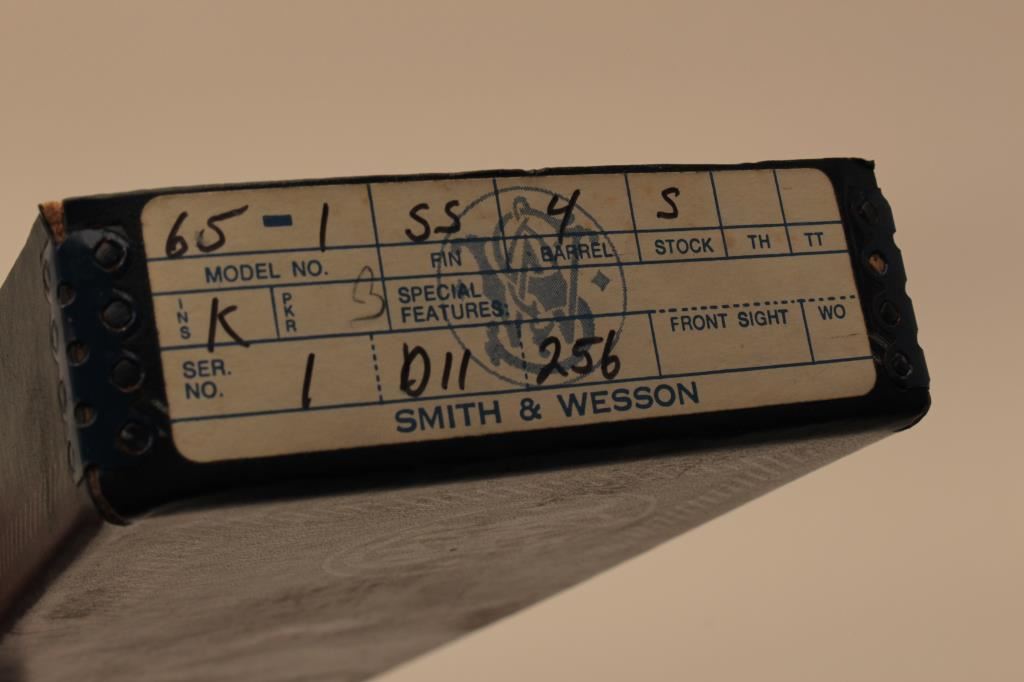 65 - 1 SS 4 S
MODEL NO. FIN BARREL STOCK TH TT
INS K PKR 3 SPECIAL FEATURES: FRONT SIGHT WO
SER. NO. 1 D11 256
SMITH & WESSON